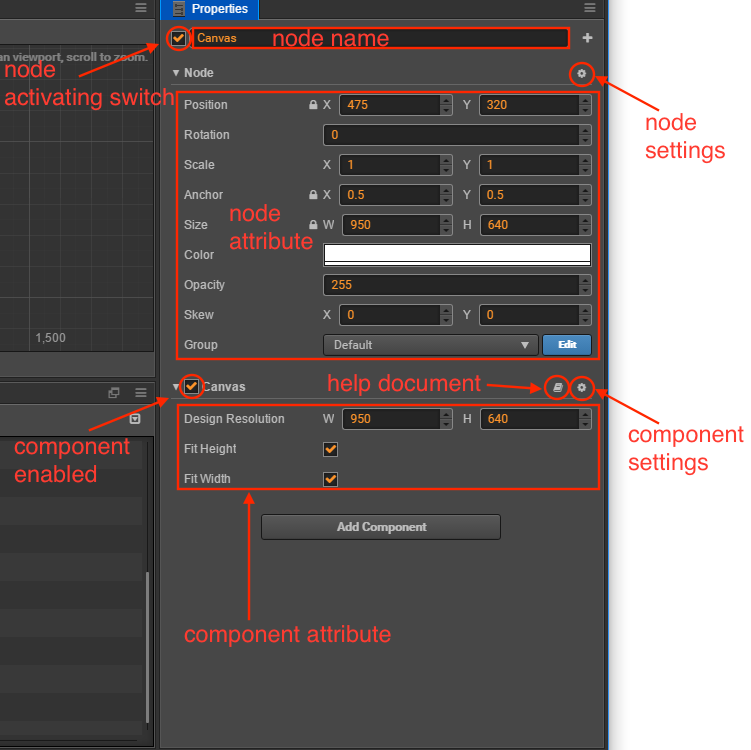 Properties
Canvas
node name
an viewport, scroll to zoom.
node
activating switch
Node
node
settings
Position X 475 Y 320
Rotation 0
Scale X 1 Y 1
Anchor X 0.5 Y 0.5
node
attribute
Size W 950 H 640
Color
Opacity 255
Skew X 0 Y 0
1,500
Group Default Edit
Canvas
help document
Design Resolution W 950 H 640
component
settings
Fit Height
component
enabled
Fit Width
Add Component
component attribute